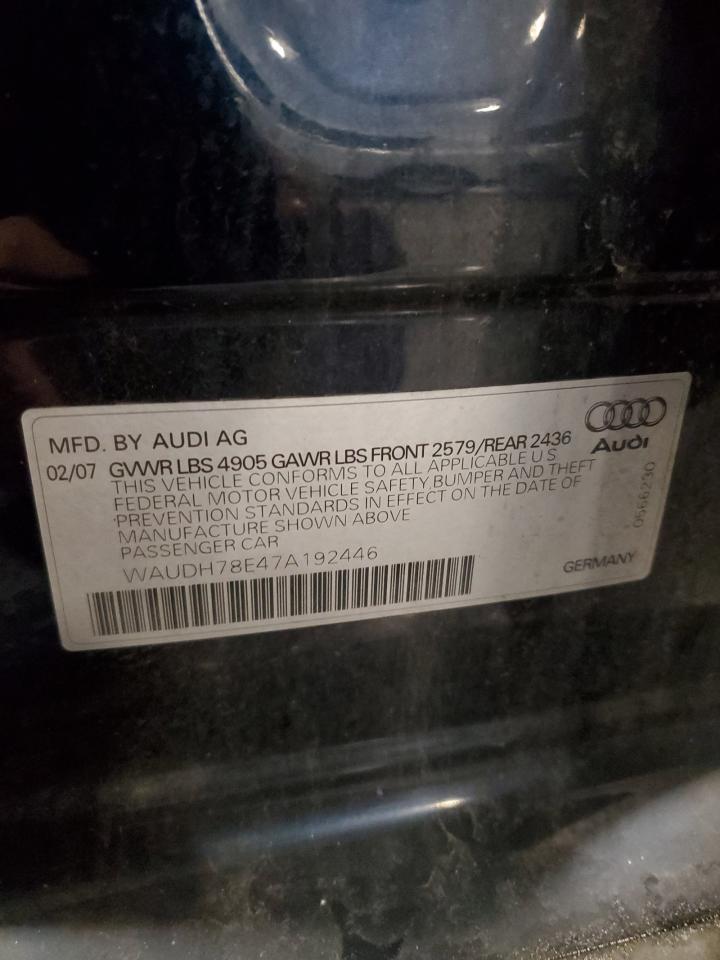 MFD. BY AUDI AG
Audi
02/07 GVWR LBS 4905 GAWR LBS FRONT 2579/REAR 2436
THIS VEHICLE CONFORMS TO ALL APPLICABLE U S
FEDERAL MOTOR VEHICLE SAFETY,BUMPER AND THEFT
PREVENTION STANDARDS IN EFFECT ON THE DATE OF
MANUFACTURE SHOWN ABOVE
PASSENGER CAR
WAUDH78E47A192446
GERMANY
0566230